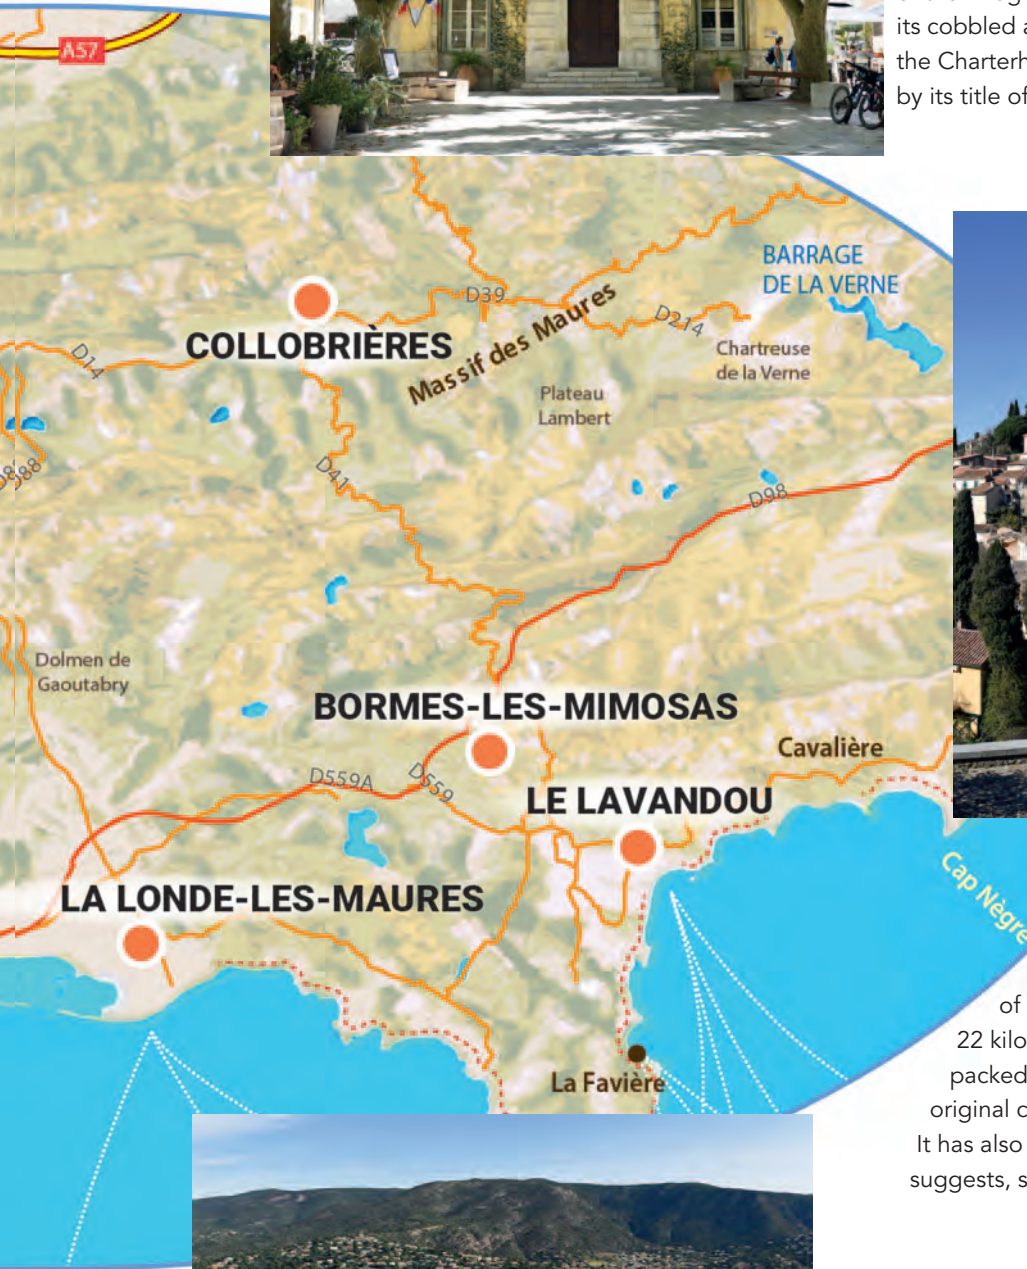 A57
its cobbled
the Charterh
by its title of
BARRAGE
DE LA VERNE
D39
COLLOBRIÈRES
Massif des Maures
D214
D14
Chartreuse
de la Verne
Plateau
Lambert
D41
D98
Dolmen de
Gaoutabry
BORMES-LES-MIMOSAS
Cavalière
D559A
D559
LE LAVANDOU
LA LONDE-LES-MAURES
Cap Nègre
of
22 kilo
packed
original c
La Favière
It has also
suggests, s